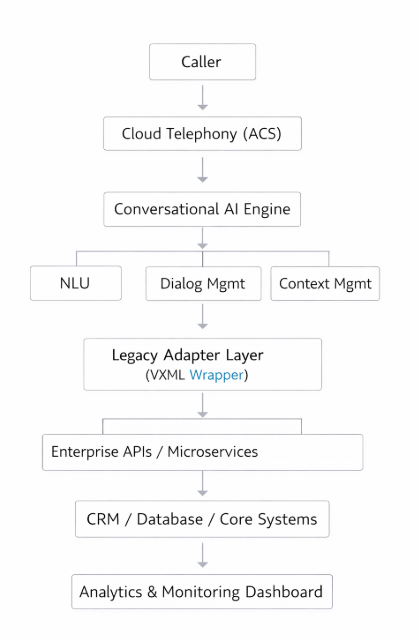 Caller
Cloud Telephony (ACS)
Conversational AI Engine
NLU
Dialog Mgmt
Context Mgmt
Legacy Adapter Layer
(VXML Wrapper)
Enterprise APIs / Microservices
CRM / Database / Core Systems
Analytics & Monitoring Dashboard